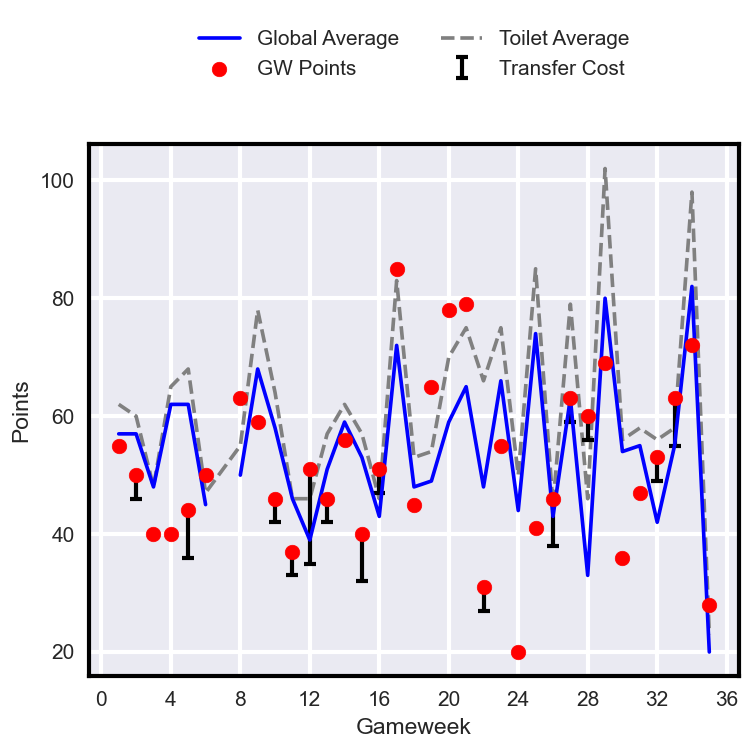 Global Average
Toilet Average
GW Points
Transfer Cost
100
80
60
40
20
Points
0 4 8 12 16 20 24 28 32 36
Gameweek